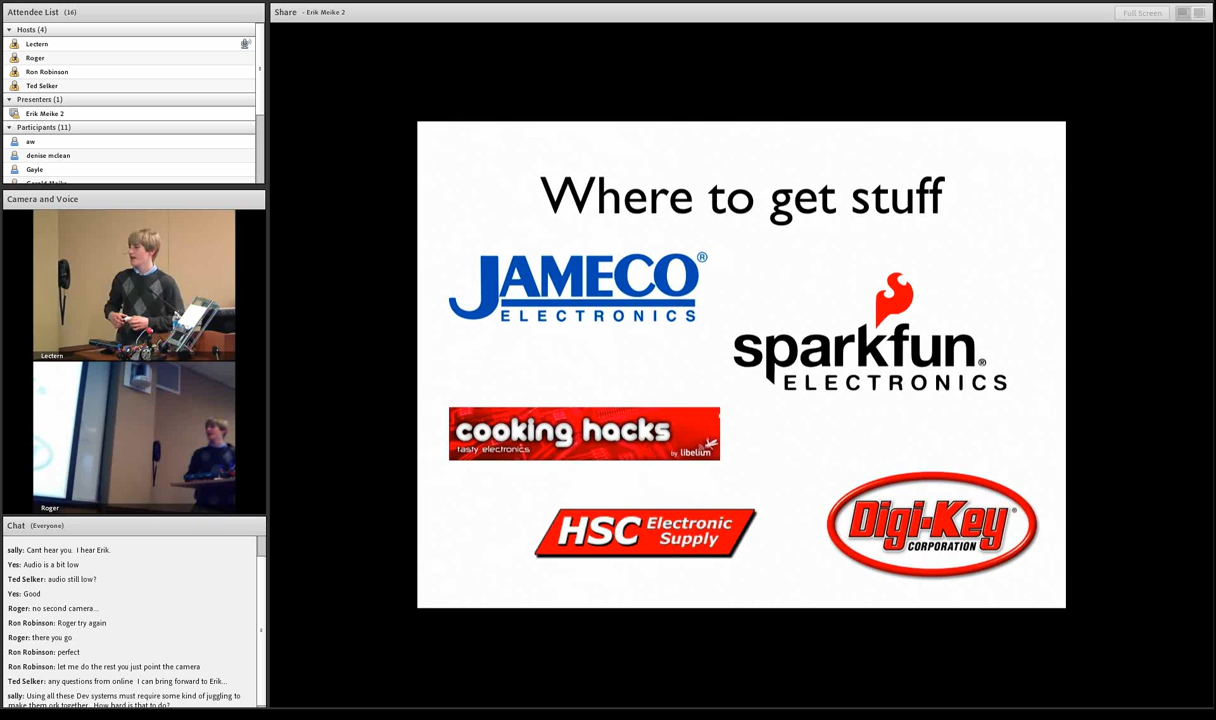 Attendee List (16)
Hosts (4)
Lectern
Roger
Ron Robinson
Ted Selker
Presenters (1)
Erik Meike 2
Participants (11)
aw
denise mclean
Gayle
Camera and Voice
Lectern
Roger
Chat (Everyone)
sally: Cant hear you. I hear Erik.
Yes: Audio is a bit low
Ted Selker: audio still low?
Yes: Good
Roger: no second camera...
Ron Robinson: Roger try again
Roger: there you go
Ron Robinson: perfect
Ron Robinson: let me do the rest you just point the camera
Ted Selker: any questions from online I can bring forward to Erik...
sally: Using all these Dev systems must require some kind of juggling to
make them ork together. How hard is that to do?
Share - Erik Meike 2
Full Screen
Where to get stuff
JAMECO®
ELECTRONICS
sparkfun®
ELECTRONICS
cooking hacks
tasty electronics
by libelium
HSC Electronic
Supply
Digi-Key®
CORPORATION